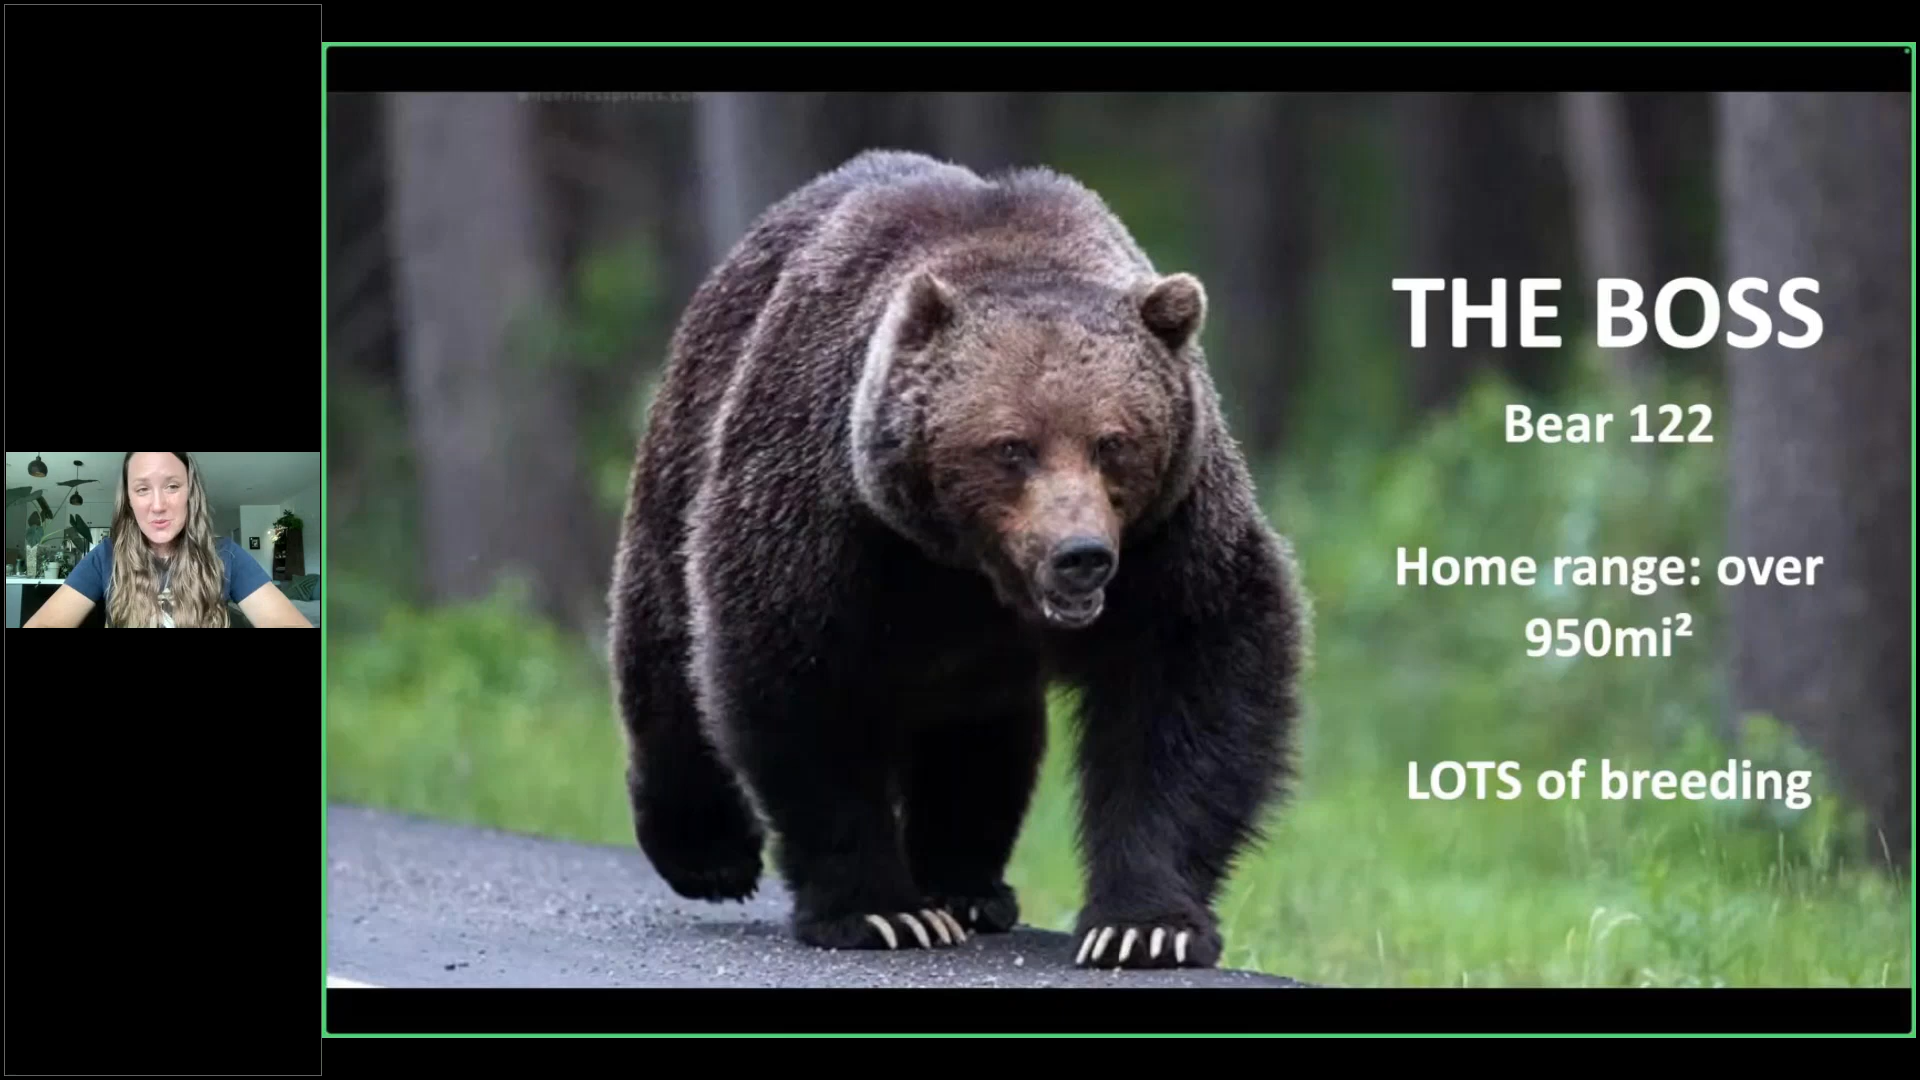 THE BOSS
Bear 122
Home range: over
950mi²
LOTS of breeding